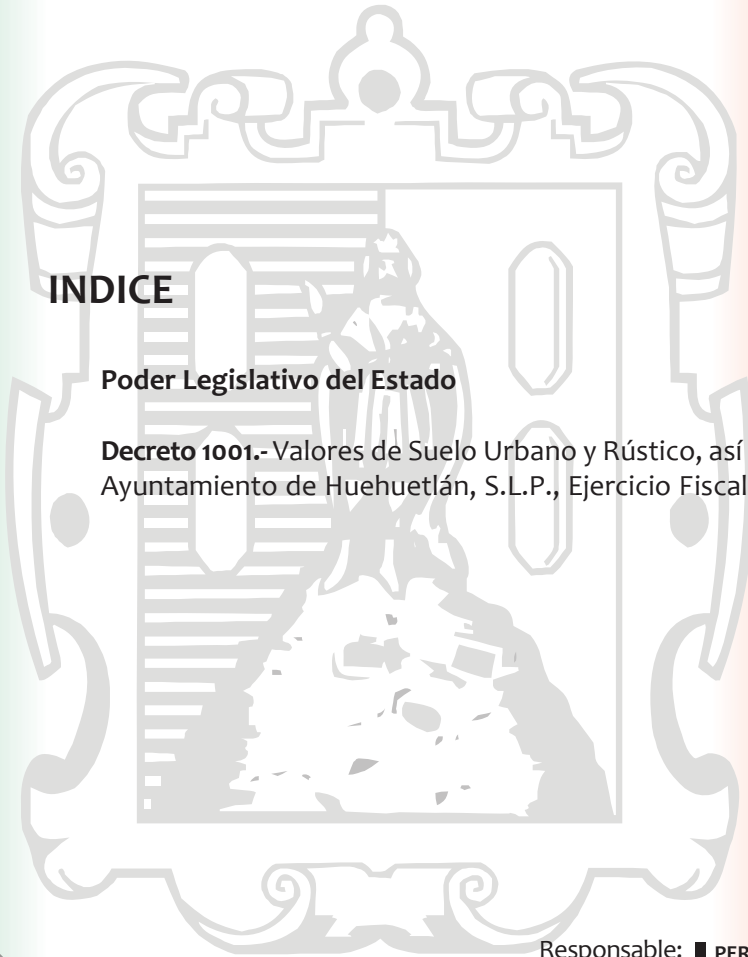 INDICE
Poder Legislativo del Estado
Decreto 1001.- Valores de Suelo Urbano y Rústico, así
Ayuntamiento de Huehuetlán, S.L.P., Ejercicio Fiscal
Responsable: